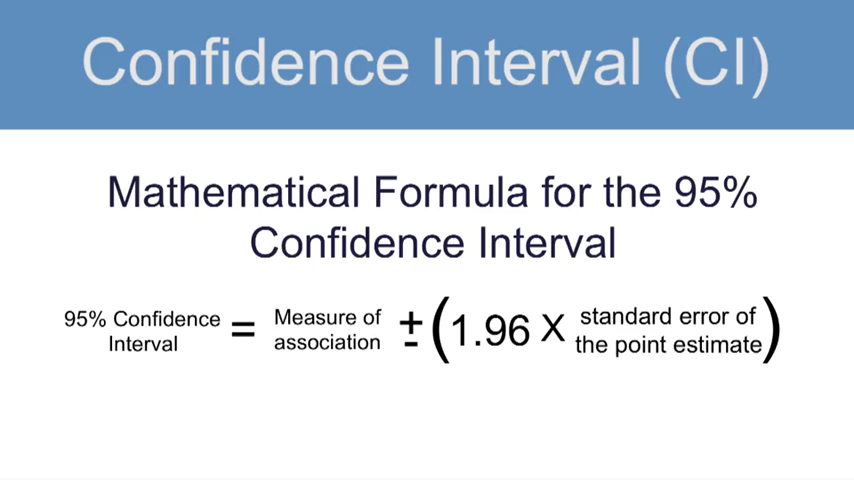 Confidence Interval (CI)
Mathematical Formula for the 95%
Confidence Interval
95% Confidence Interval = Measure of association ± (1.96 X standard error of the point estimate)